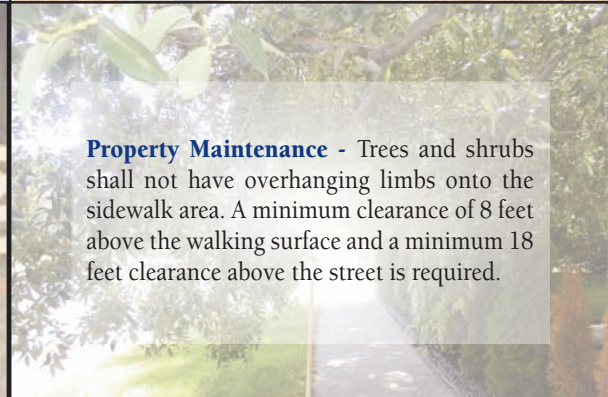 Property Maintenance - Trees and shrubs
shall not have overhanging limbs onto the
sidewalk area. A minimum clearance of 8 feet
above the walking surface and a minimum 18
feet clearance above the street is required.